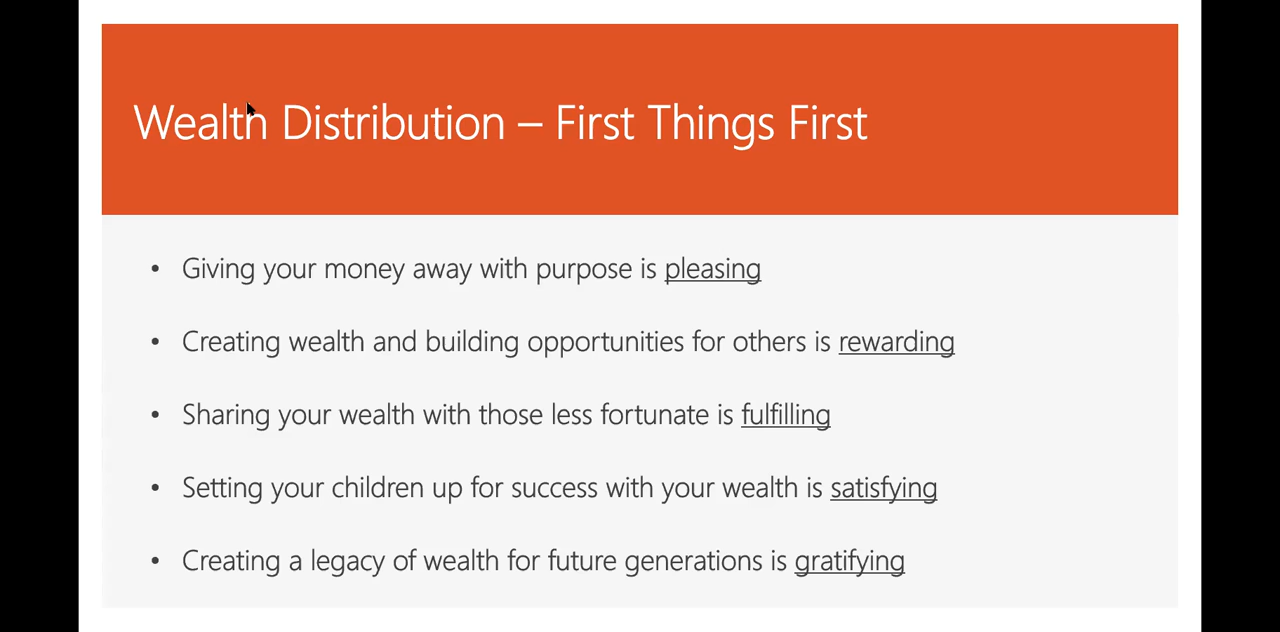 Wealth Distribution – First Things First
• Giving your money away with purpose is pleasing
• Creating wealth and building opportunities for others is rewarding
• Sharing your wealth with those less fortunate is fulfilling
• Setting your children up for success with your wealth is satisfying
• Creating a legacy of wealth for future generations is gratifying